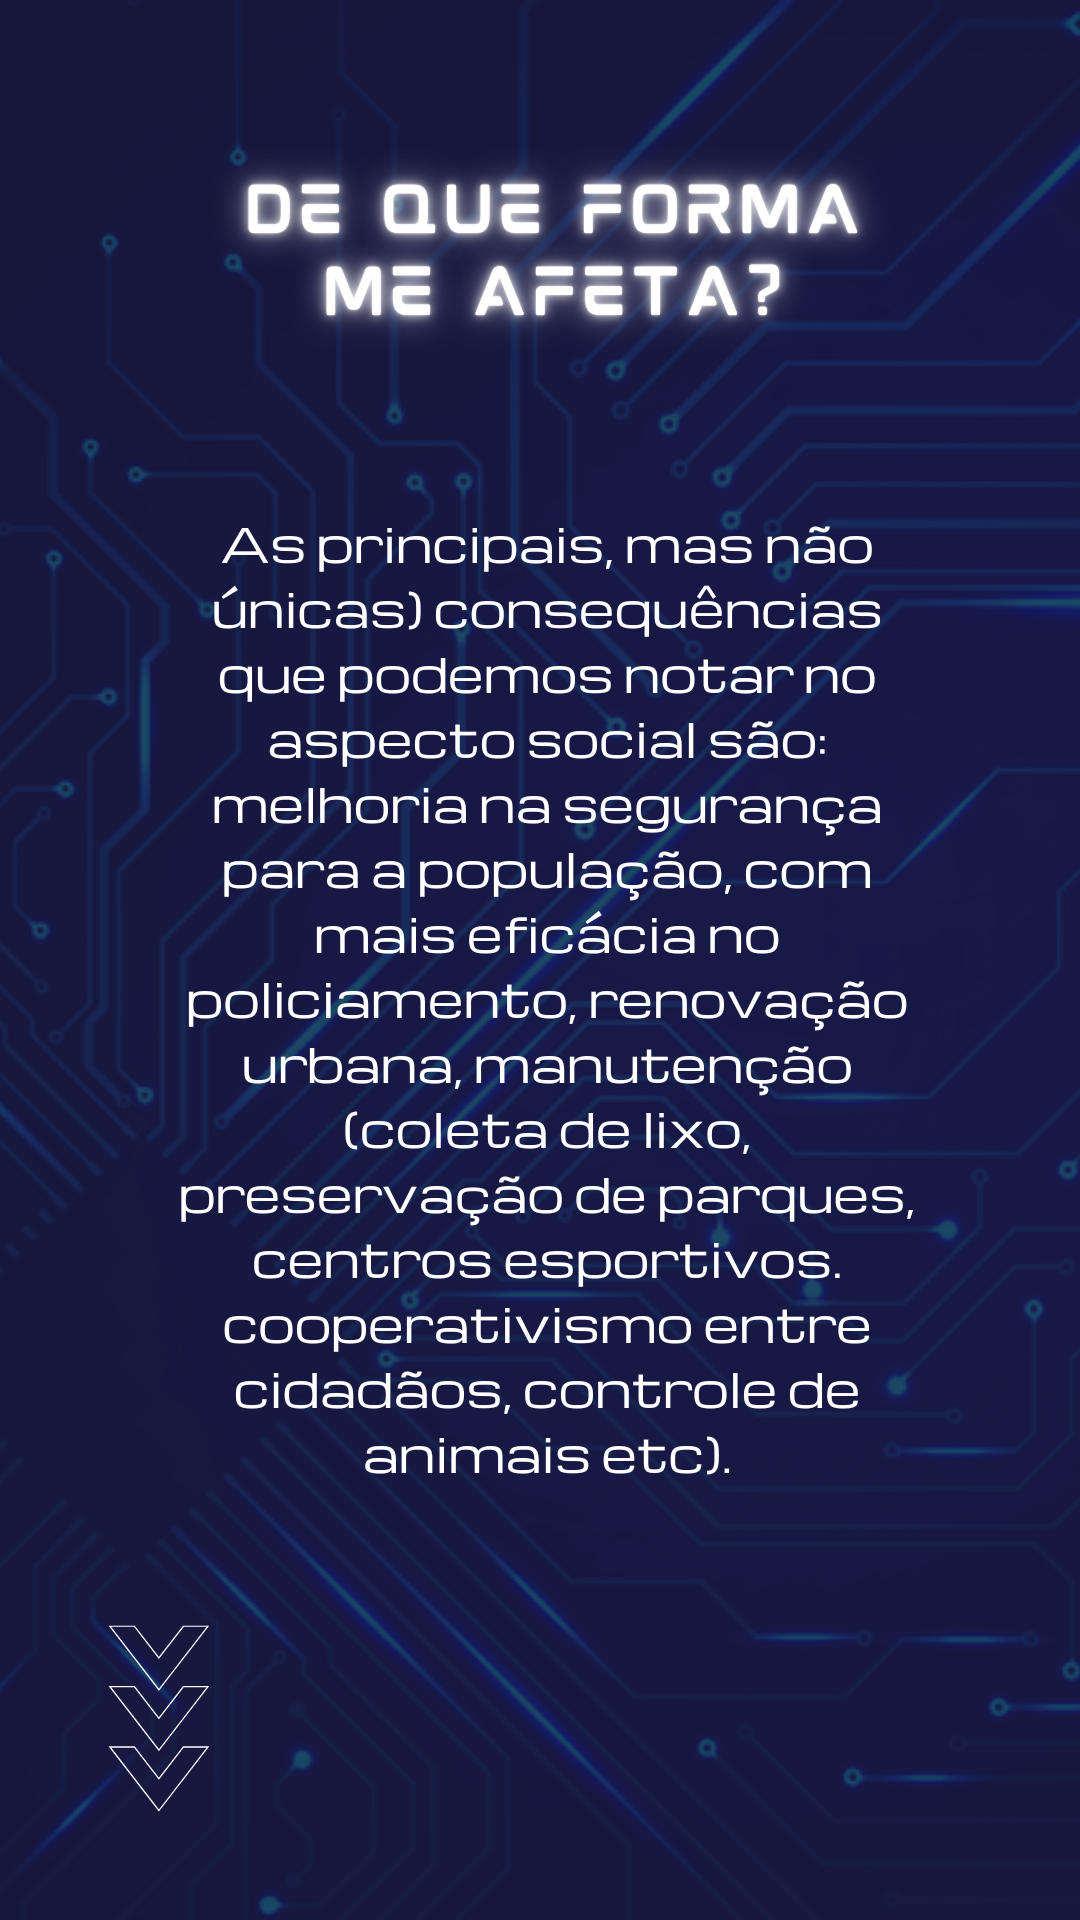 DE QUE FORMA
ME AFETA?
As principais, mas não
únicas) consequências
que podemos notar no
aspecto social são:
melhoria na segurança
para a população, com
mais eficácia no
policiamento, renovação
urbana, manutenção
(coleta de lixo,
preservação de parques,
centros esportivos.
cooperativismo entre
cidadãos, controle de
animais etc).